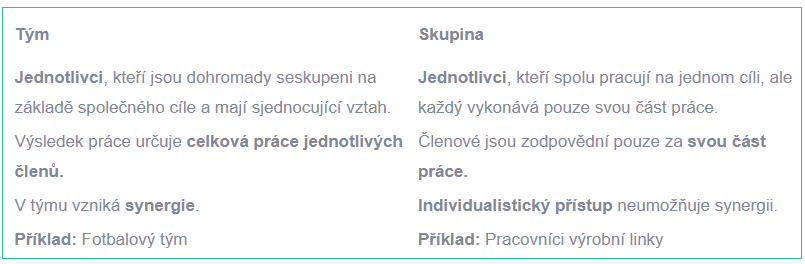 Tým
Jednotlivci, kteří jsou dohromady seskupeni na
základě společného cíle a mají sjednocující vztah.
Výsledek práce určuje celková práce jednotlivých
členů.
V týmu vzniká synergie.
Příklad: Fotbalový tým
Skupina
Jednotlivci, kteří spolu pracují na jednom cíli, ale
každý vykonává pouze svou část práce.
Členové jsou zodpovědní pouze za svou část
práce.
Individualistický přístup neumožňuje synergii.
Příklad: Pracovníci výrobní linky